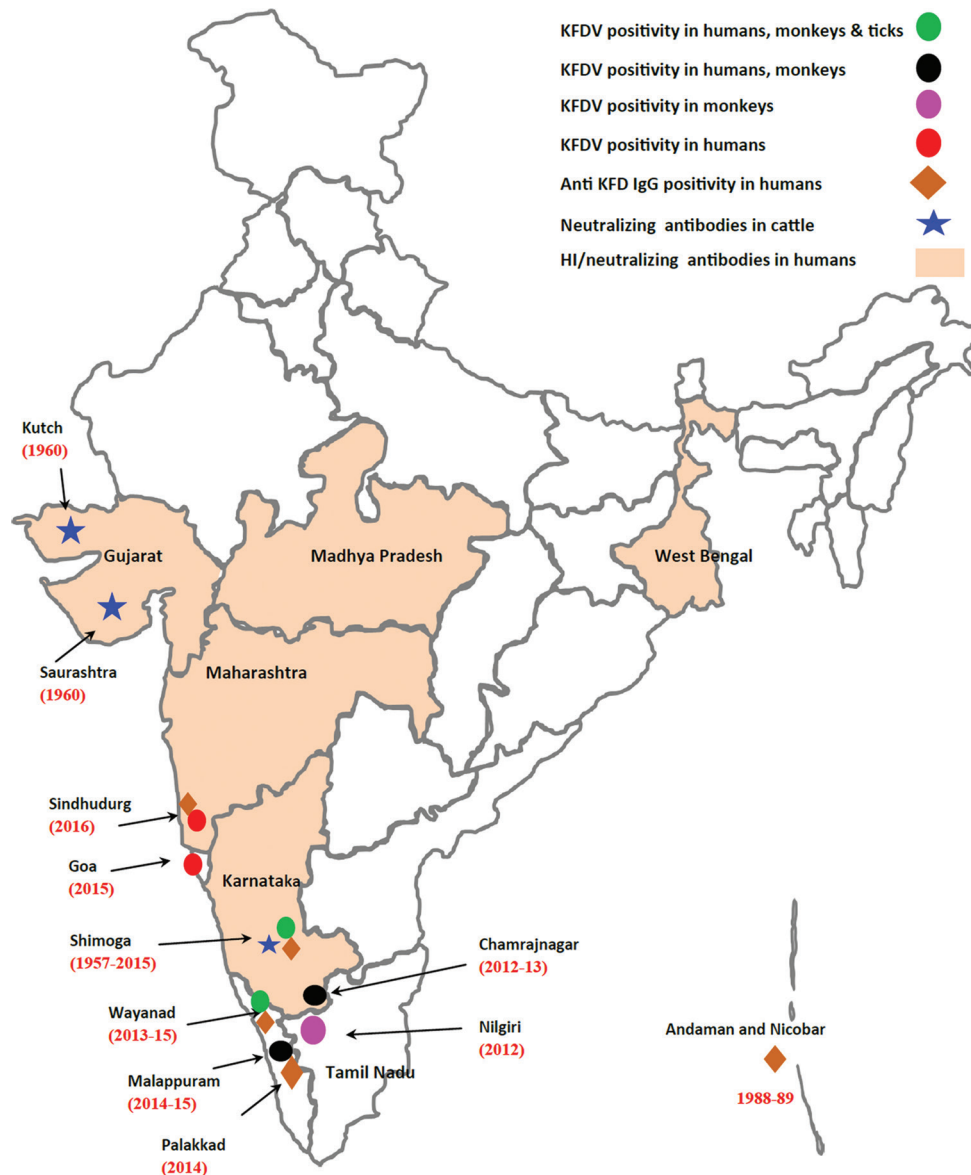 KFDV positivity in humans, monkeys & ticks
KFDV positivity in humans, monkeys
KFDV positivity in monkeys
KFDV positivity in humans
Anti KFD IgG positivity in humans
Neutralizing antibodies in cattle
HI/neutralizing antibodies in humans
Kutch
(1960)
Gujarat
Madhya Pradesh
West Bengal
Saurashtra
(1960)
Maharashtra
Sindhudurg
(2016)
Goa
(2015)
Karnataka
Shimoga
(1957-2015)
Chamrajnagar
(2012-13)
Wayanad
(2013-15)
Nilgiri
(2012)
Andaman and Nicobar
1988-89
Malappuram
(2014-15)
Tamil Nadu
Palakkad
(2014)